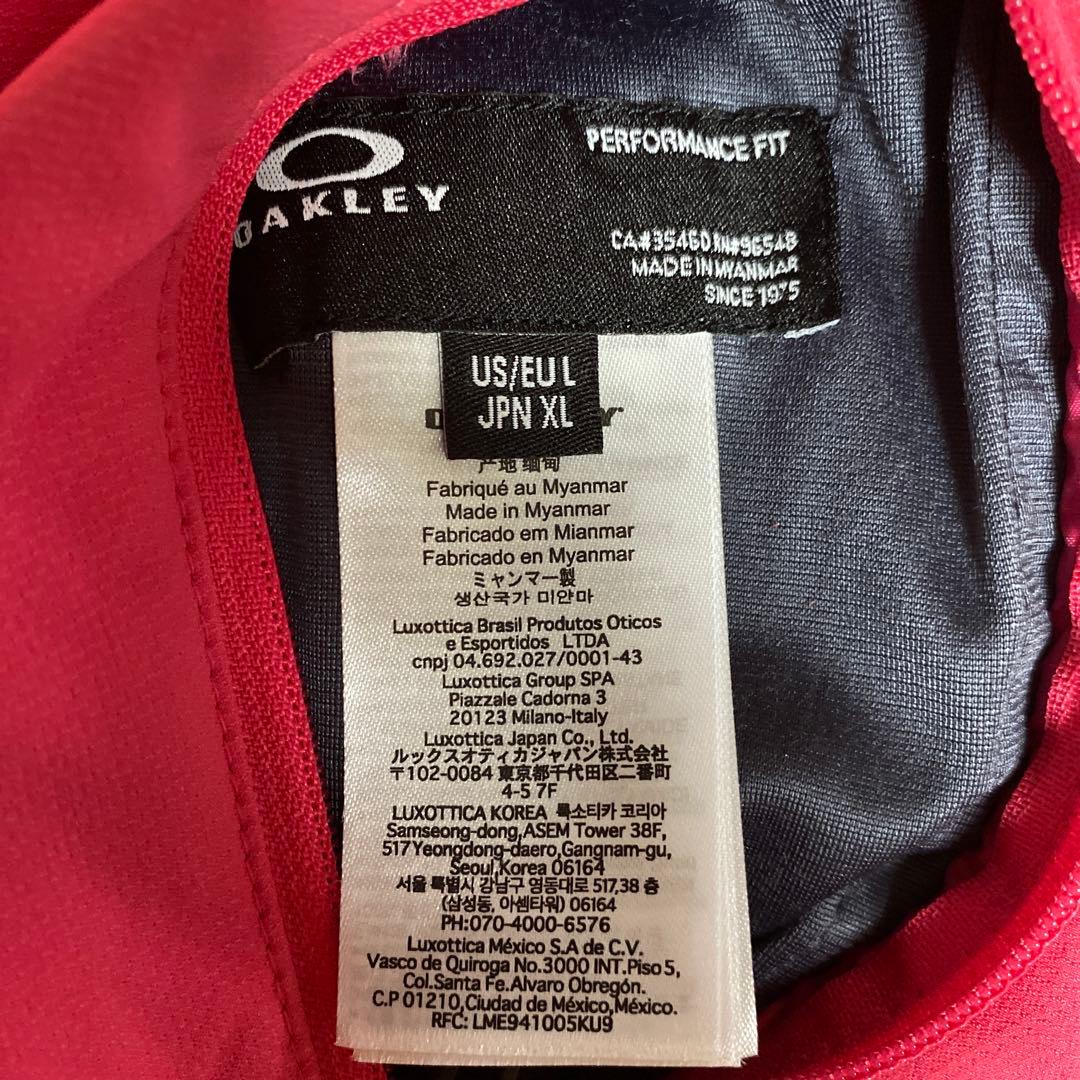 OAKLEY
PERFORMANCE FIT
CA#35460 RN#96548
MADE IN MYANMAR
SINCE 1975
US/EU L
JPN XL
产地 缅甸
Fabriqué au Myanmar
Made in Myanmar
Fabricado em Mianmar
Fabricado en Myanmar
ミャンマー製
생산국가 미얀마
Luxottica Brasil Produtos Oticos
e Esportidos LTDA
cnpj 04.692.027/0001-43
Luxottica Group SPA
Piazzale Cadorna 3
20123 Milano-Italy
Luxottica Japan Co., Ltd.
ルックスオティカジャパン株式会社
〒102-0084 東京都千代田区二番町
4-5 7F
LUXOTTICA KOREA 룩소티카 코리아
Samseong-dong,ASEM Tower 38F,
517 Yeongdong-daero,Gangnam-gu,
Seoul,Korea 06164
서울 특별시 강남구 영동대로 517,38 층
(삼성동, 아셈타워) 06164
PH:070-4000-6576
Luxottica México S.A de C.V.
Vasco de Quiroga No.3000 INT.Piso 5,
Col.Santa Fe.Alvaro Obregón.
C.P 01210,Ciudad de México,México.
RFC: LME941005KU9